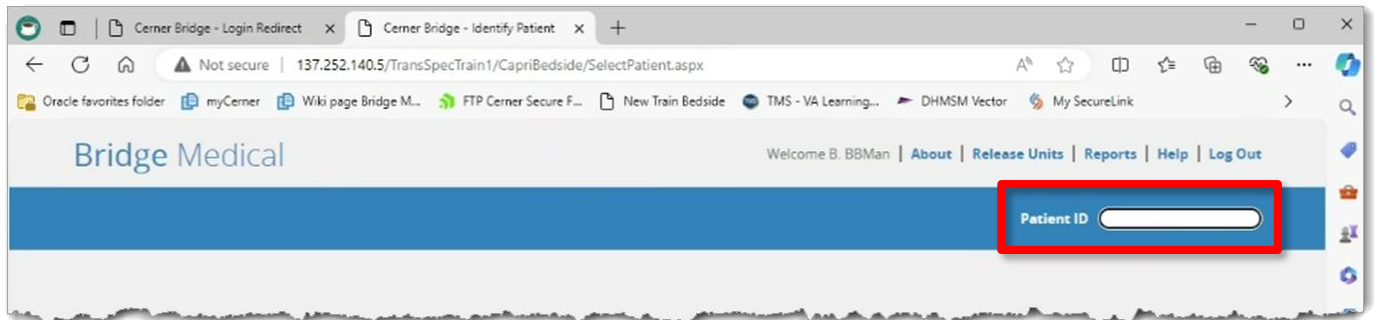 Cerner Bridge - Login Redirect Cerner Bridge - Identify Patient
Not secure | 137.252.140.5/TransSpecTrain1/CapriBedside/SelectPatient.aspx
Oracle favorites folder myCerner Wiki page Bridge M... FTP Cerner Secure F... New Train Bedside TMS - VA Learning... DHMSM Vector My SecureLink
Bridge Medical
Welcome B. BBMan | About | Release Units | Reports | Help | Log Out
Patient ID